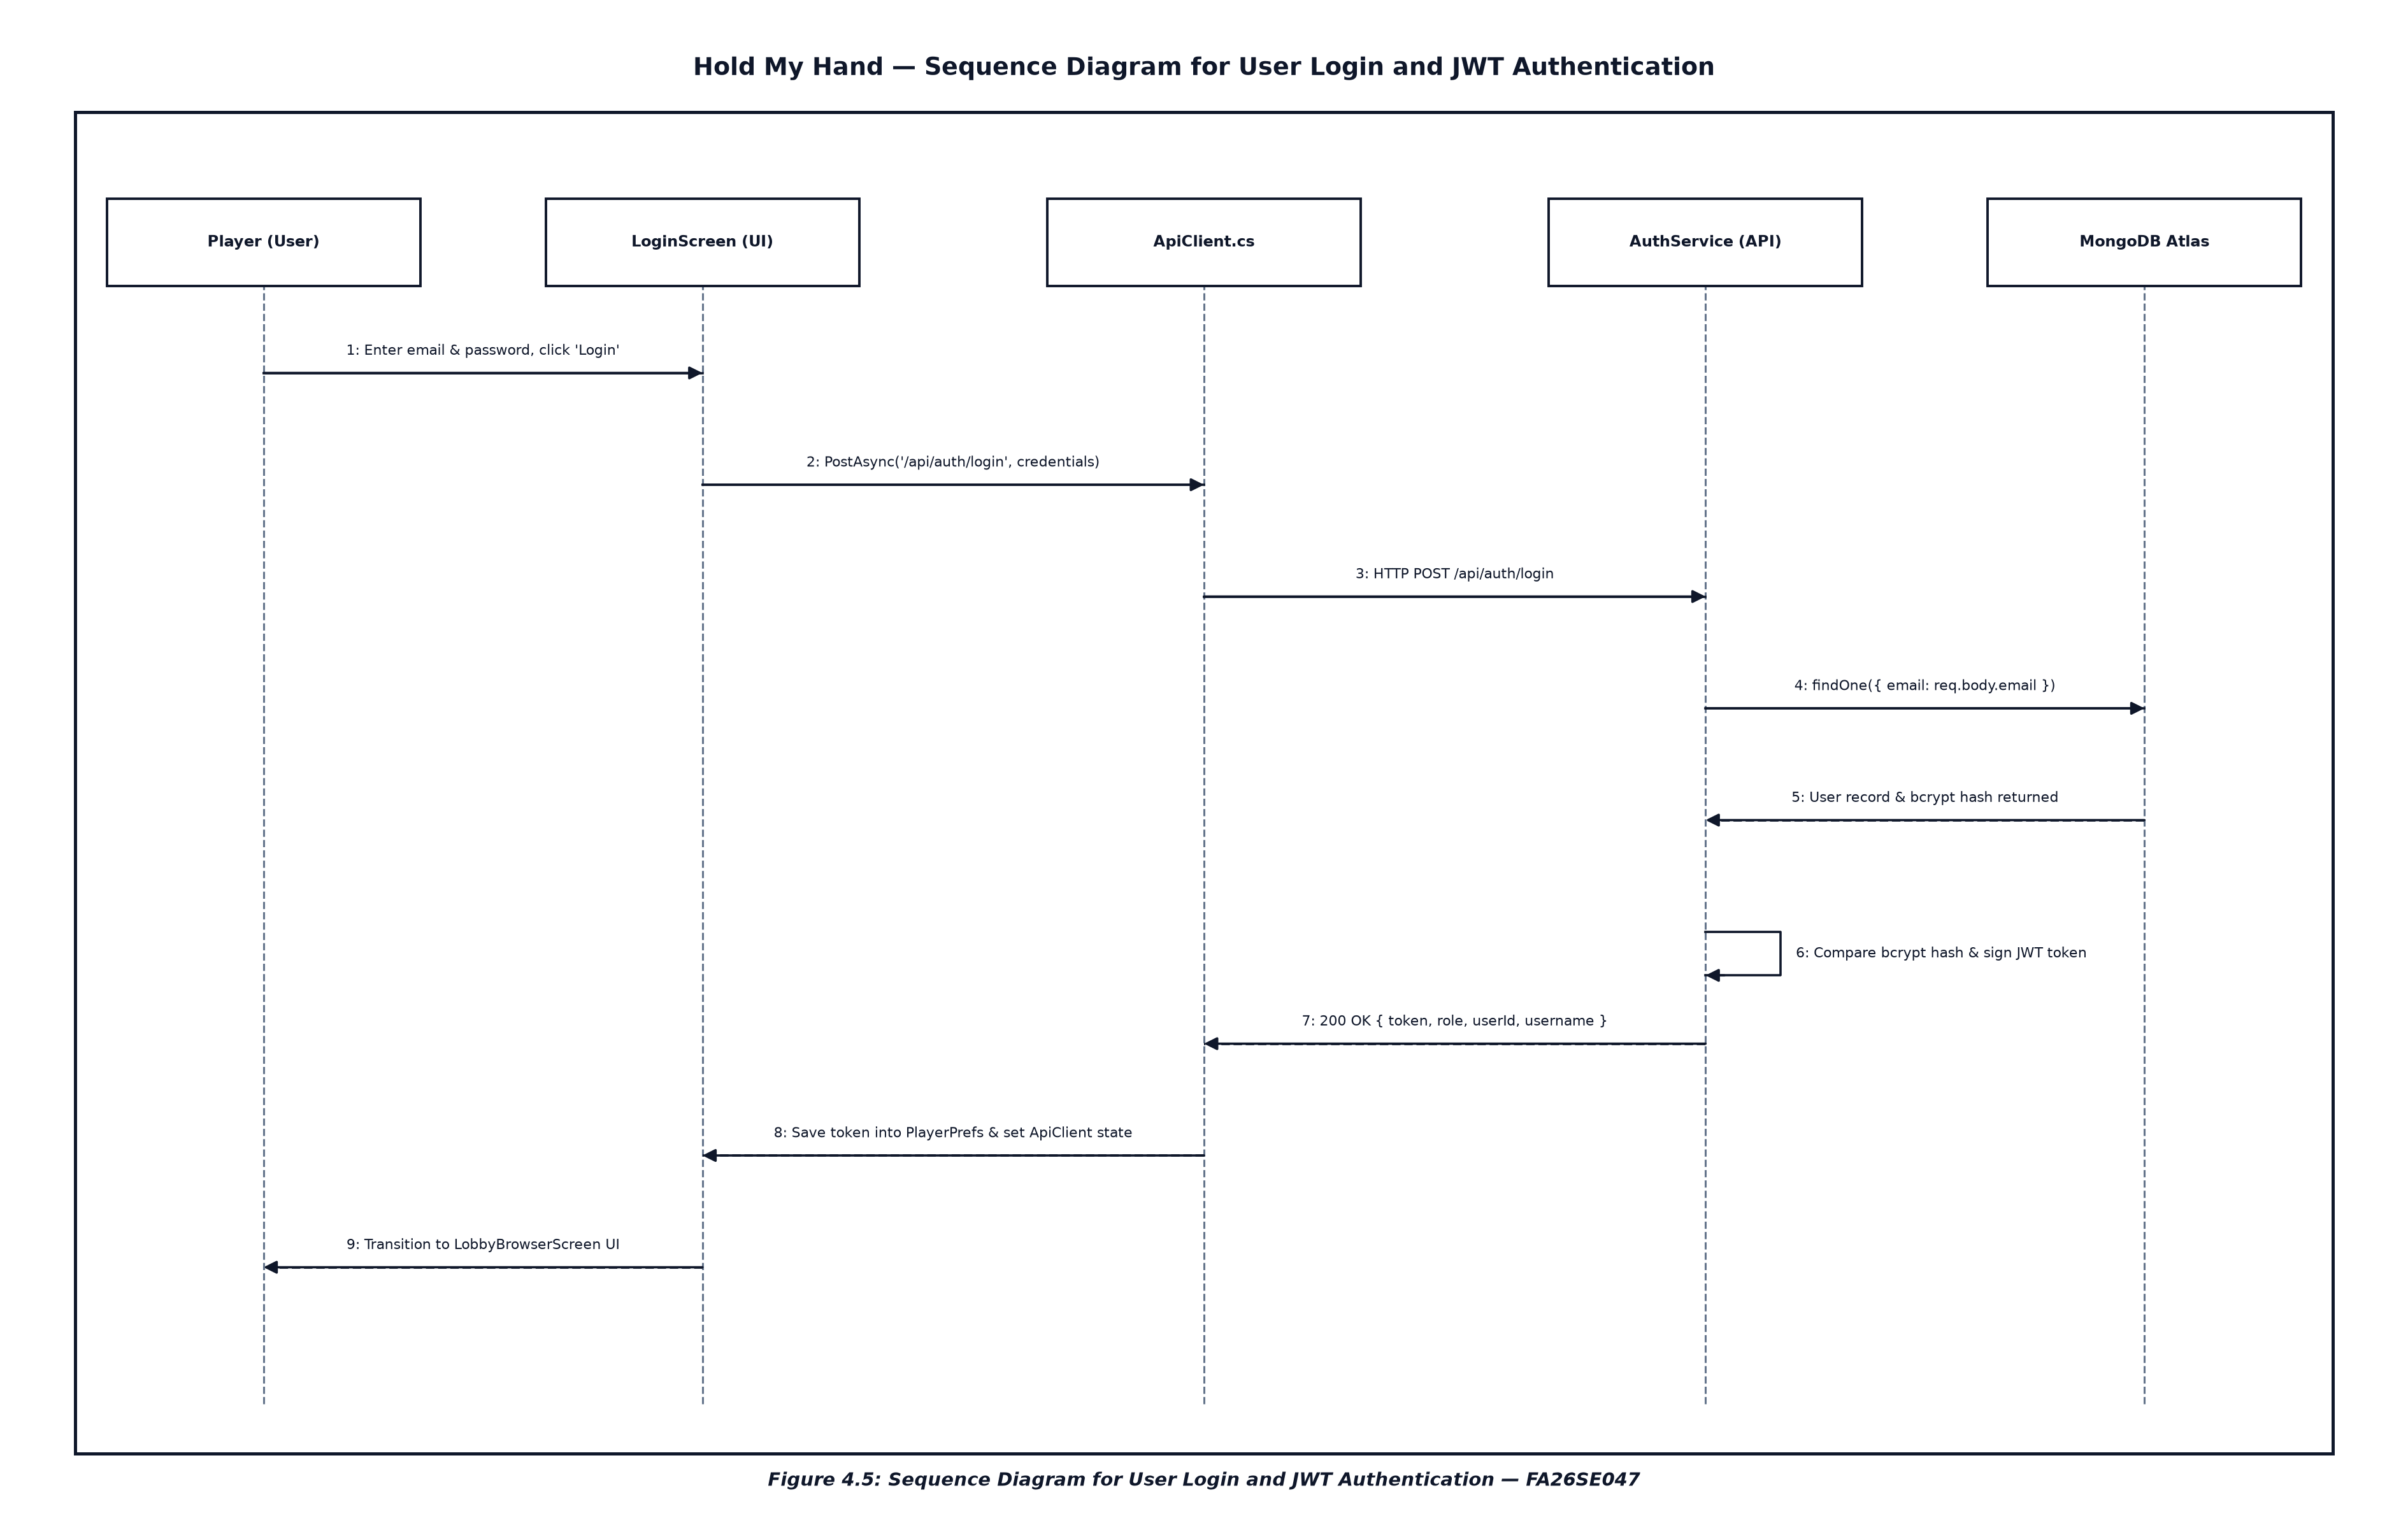 Hold My Hand — Sequence Diagram for User Login and JWT Authentication
Player (User)
LoginScreen (UI)
ApiClient.cs
AuthService (API)
MongoDB Atlas
1: Enter email & password, click 'Login'
2: PostAsync('/api/auth/login', credentials)
3: HTTP POST /api/auth/login
4: findOne({ email: req.body.email })
5: User record & bcrypt hash returned
6: Compare bcrypt hash & sign JWT token
7: 200 OK { token, role, userId, username }
8: Save token into PlayerPrefs & set ApiClient state
9: Transition to LobbyBrowserScreen UI
Figure 4.5: Sequence Diagram for User Login and JWT Authentication — FA26SE047